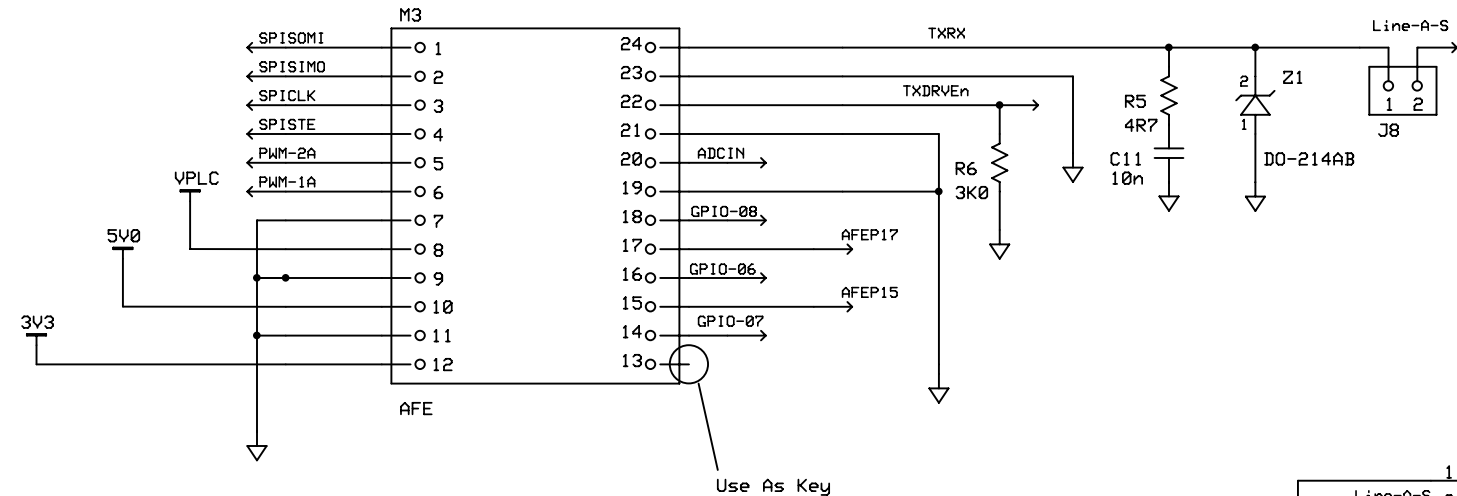 M3
SPISOMI 1 24 TXRX Line-A-S
SPISIMO 2 23
SPICLK 3 22 TXDRVEn
SPISTE 4 21
PWM-2A 5 20 ADCIN
PWM-1A 6 19
VPLC
7 18 GPIO-08
5V0 8 17 AFEP17
9 16 GPIO-06
10 15 AFEP15
3V3 11 14 GPIO-07
12 13
AFE
Use As Key
R6
3K0
R5
4R7
C11
10n
2 Z1
1
DO-214AB
1 2
J8
1
Line-A-S